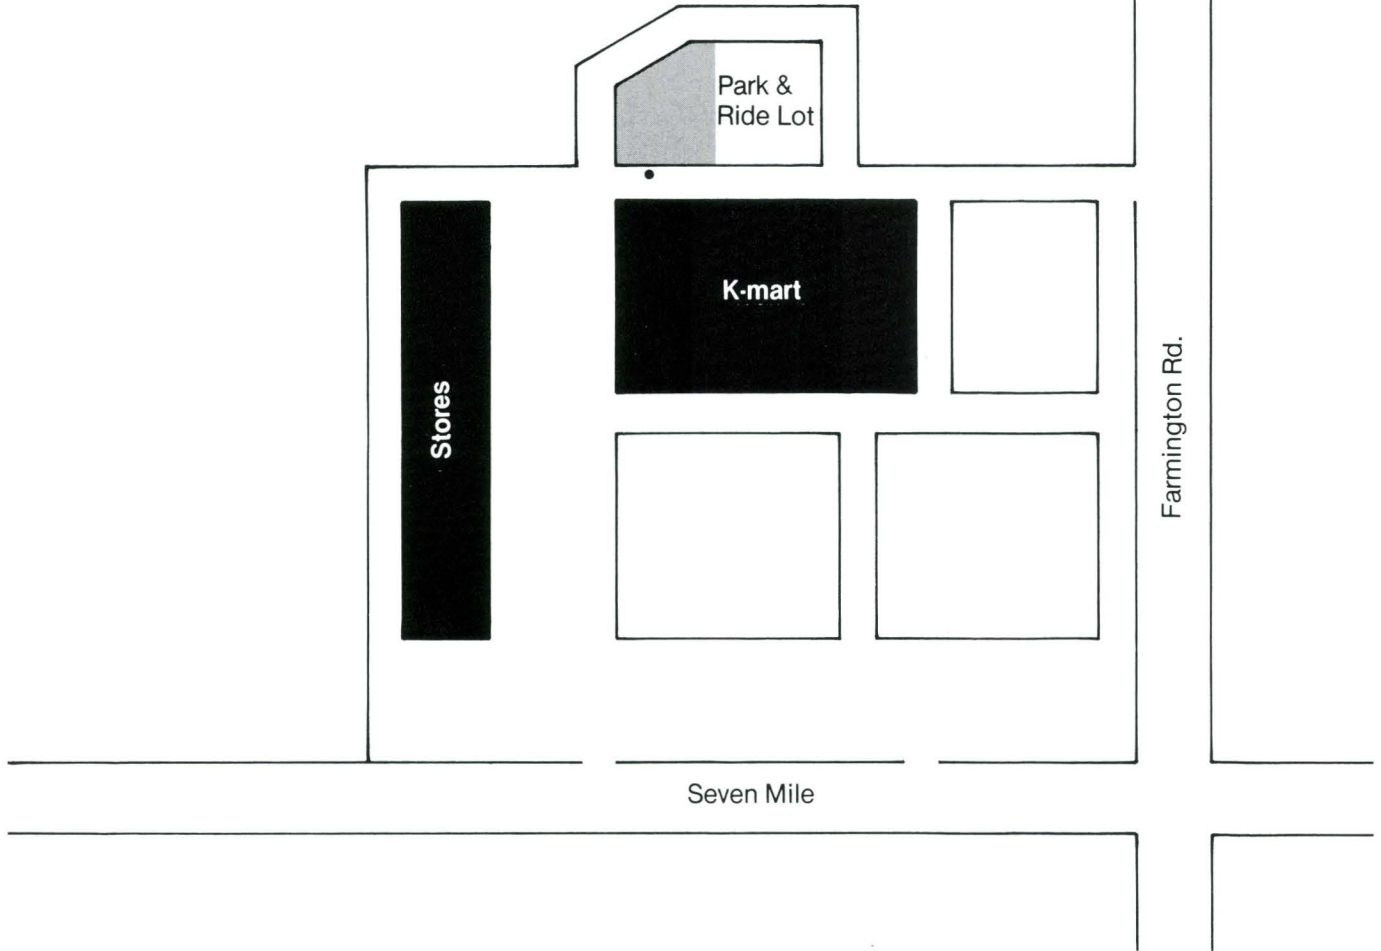 Park &
Ride Lot
K-mart
Stores
Farmington Rd.
Seven Mile